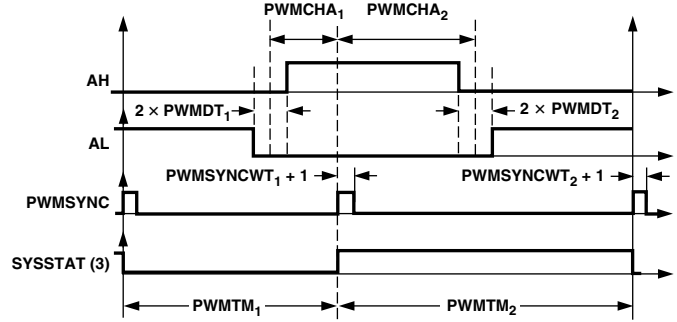 PWMCHA₁ PWMCHA₂
AH
2 × PWMDT₁ 2 × PWMDT₂
AL
PWMSYNCWT₁ + 1 PWMSYNCWT₂ + 1
PWMSYNC
SYSSTAT (3)
PWMTM₁ PWMTM₂